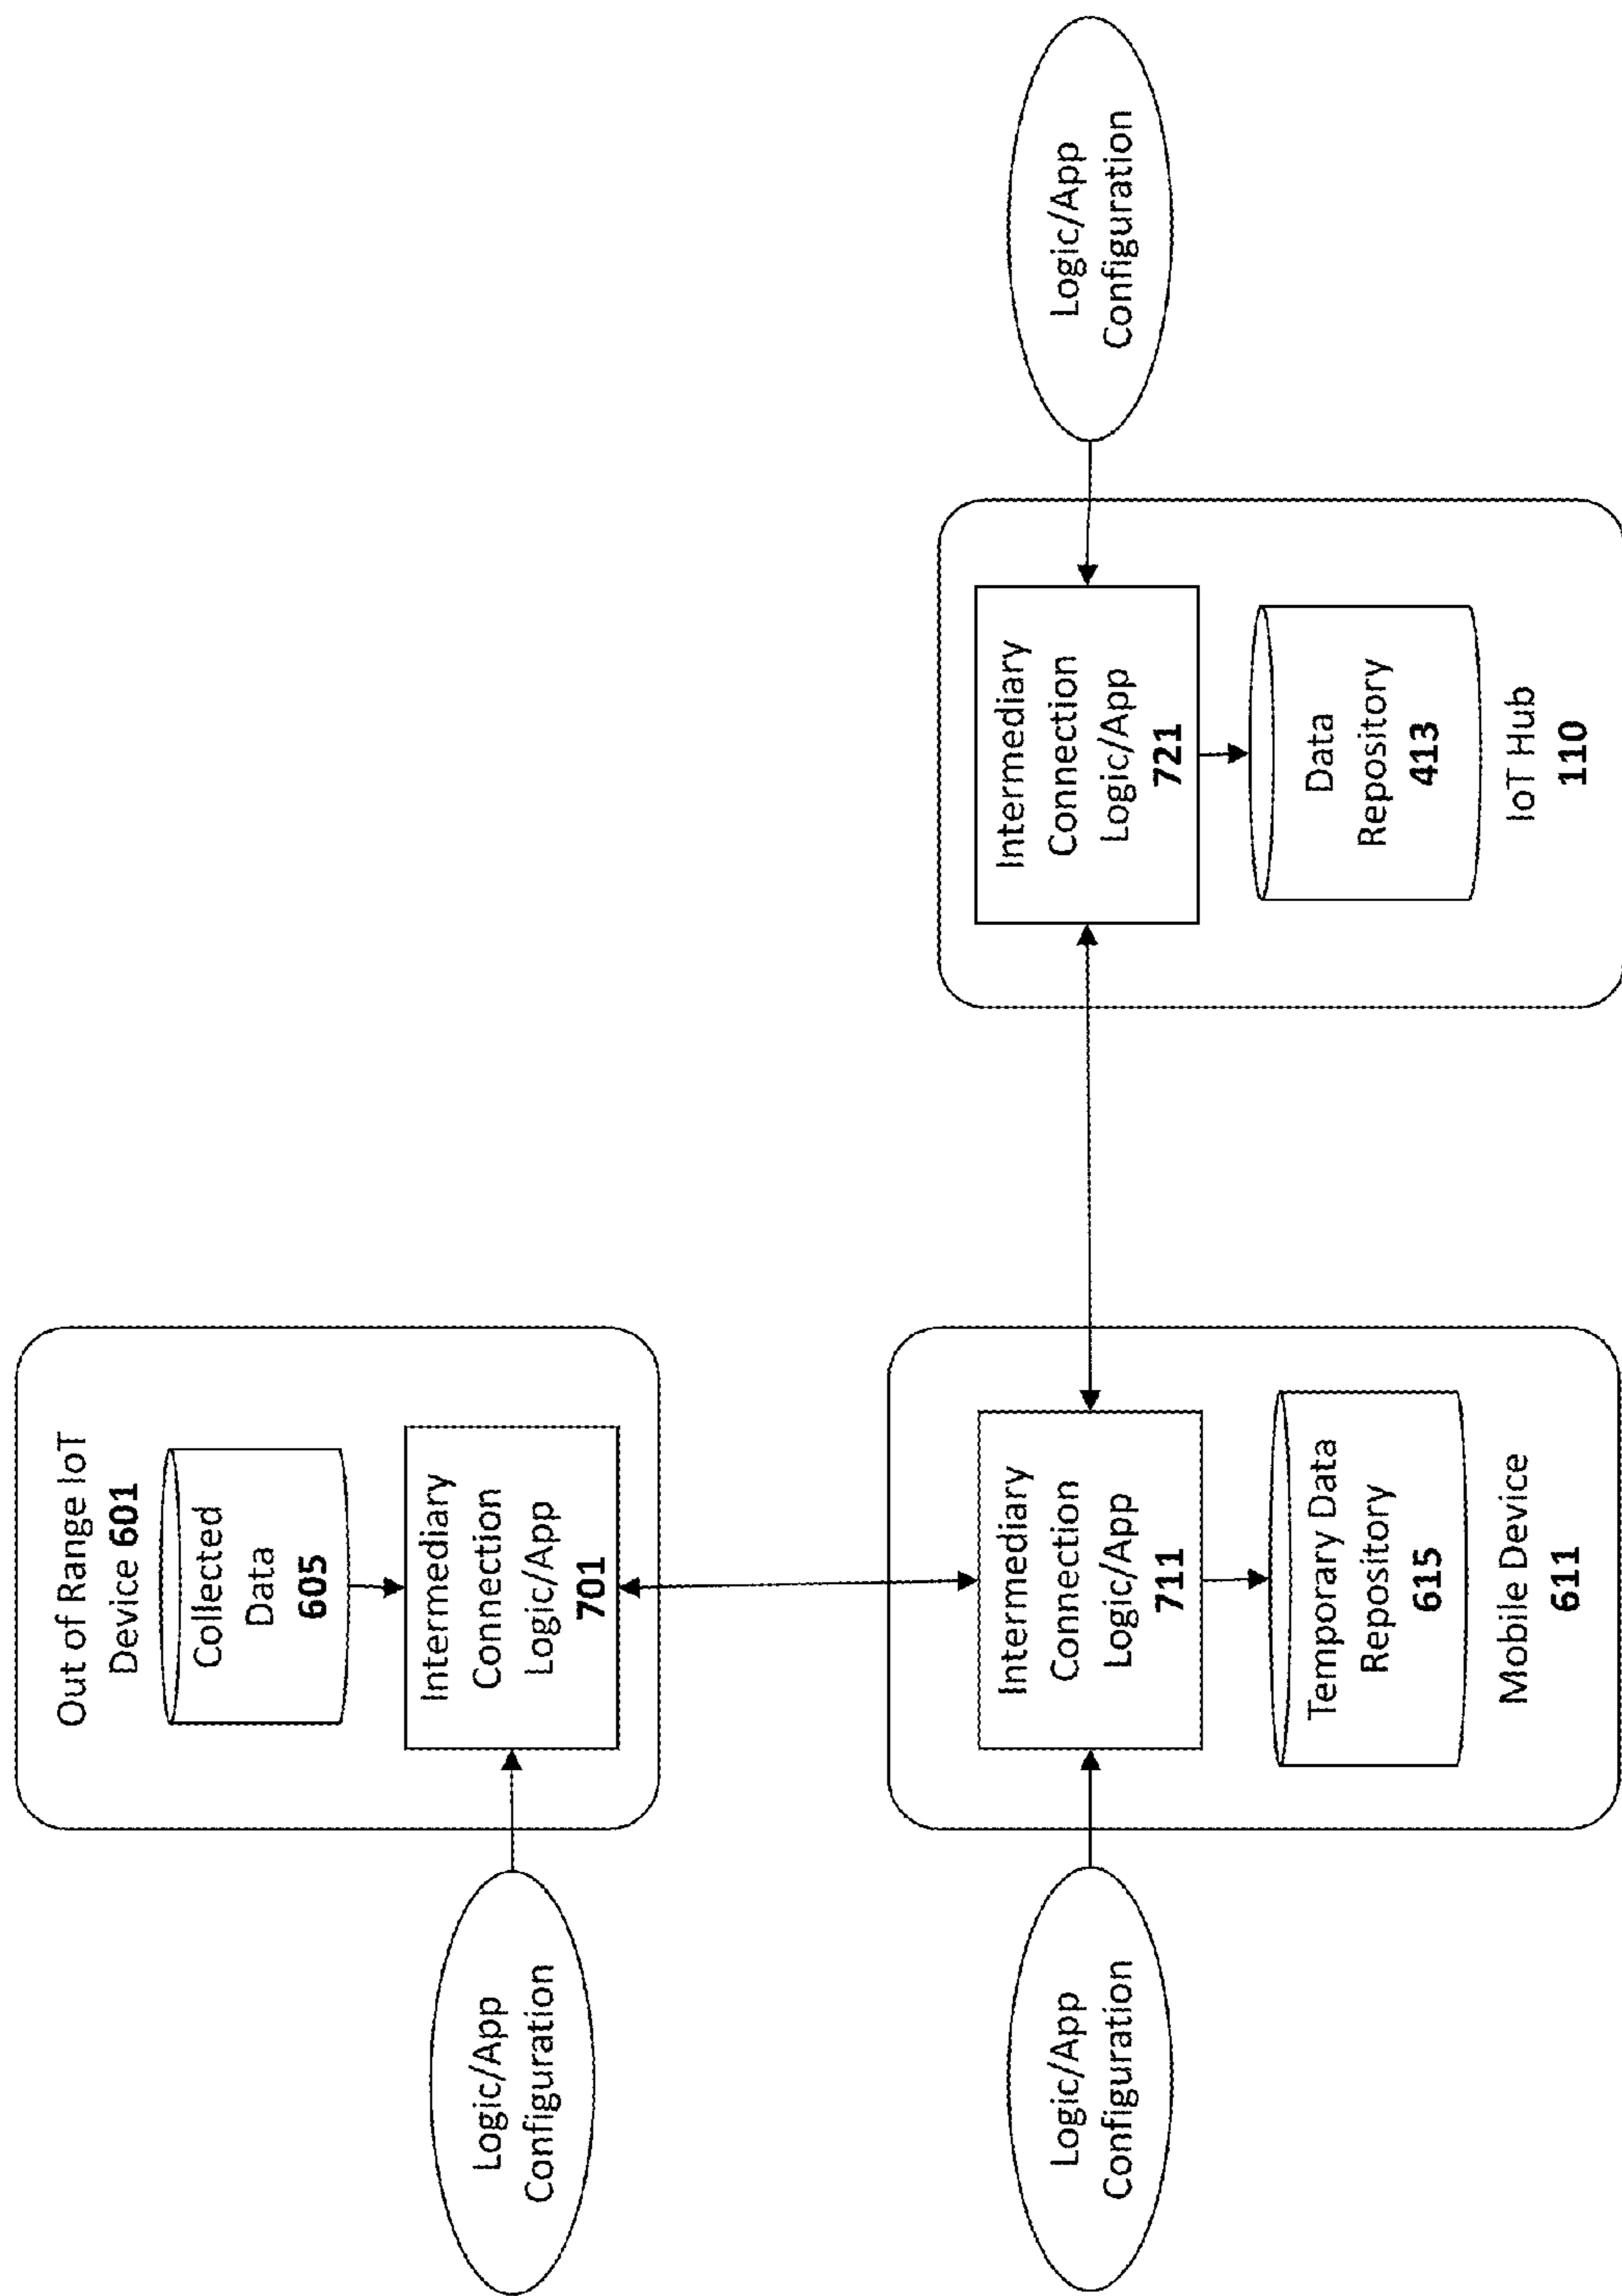 Out of Range IoT
Device 601
Collected
Data
605
Intermediary
Connection
Logic/App
701
Logic/App
Configuration
Logic/App
Configuration
Intermediary
Connection
Logic/App
711
Temporary Data
Repository
615
Mobile Device
611
Intermediary
Connection
Logic/App
721
Data
Repository
413
IoT Hub
110
Logic/App
Configuration